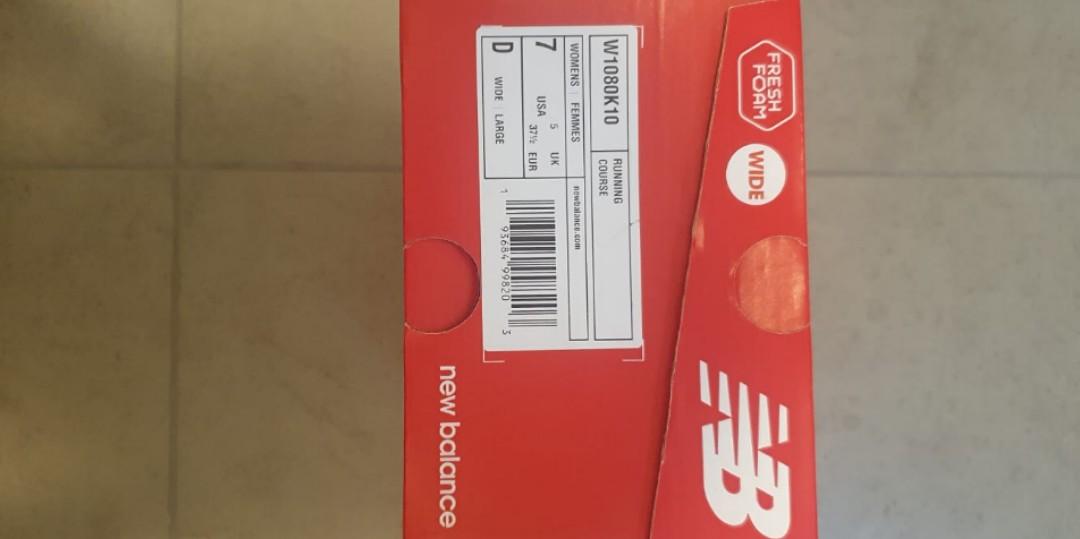 FRESH
FOAM
WIDE
W1080K10
RUNNING
COURSE
WOMENS | FEMMES
newbalance.com
7
USA
5 UK
37½ EUR
D
WIDE | LARGE
1 93684 99820 3
new balance
NB